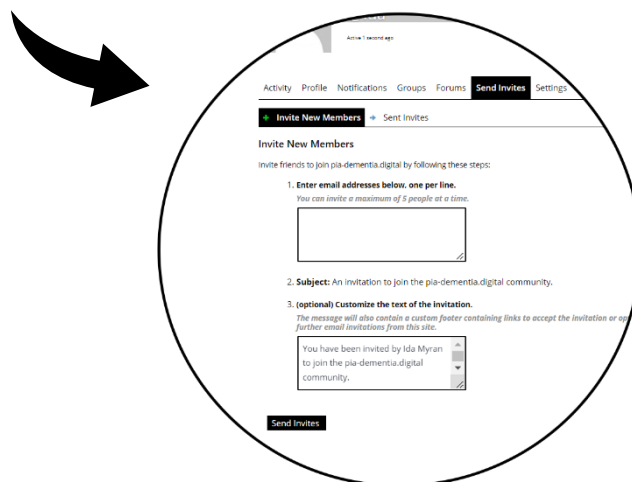 Active 1 second ago
Activity Profile Notifications Groups Forums Send Invites Settings
+ Invite New Members Sent Invites
Invite New Members
Invite friends to join pia-dementia.digital by following these steps:
1. Enter email addresses below, one per line.
You can invite a maximum of 5 people at a time.
2. Subject: An invitation to join the pia-dementia.digital community.
3. (optional) Customize the text of the invitation.
The message will also contain a custom footer containing links to accept the invitation or
further email invitations from this site.
You have been invited by Ida Myran
to join the pia-dementia.digital
community.
Send Invites